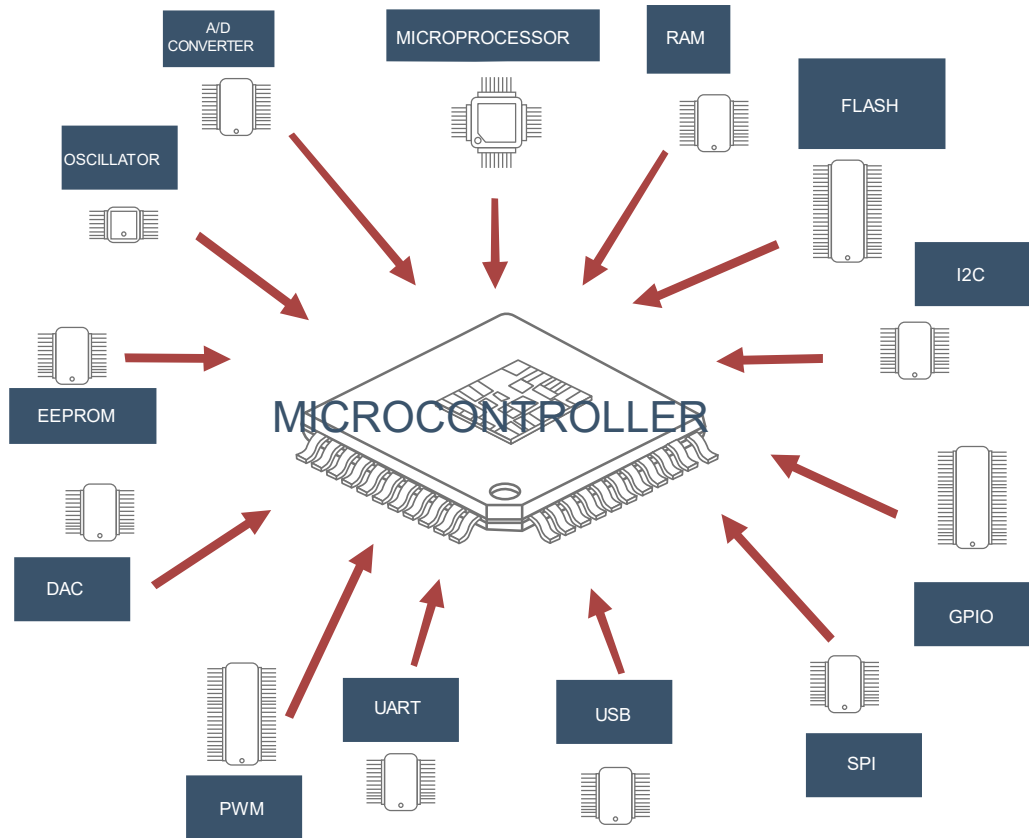 A/D
CONVERTER
MICROPROCESSOR
RAM
FLASH
OSCILLATOR
I2C
EEPROM
MICROCONTROLLER
DAC
GPIO
UART
USB
SPI
PWM